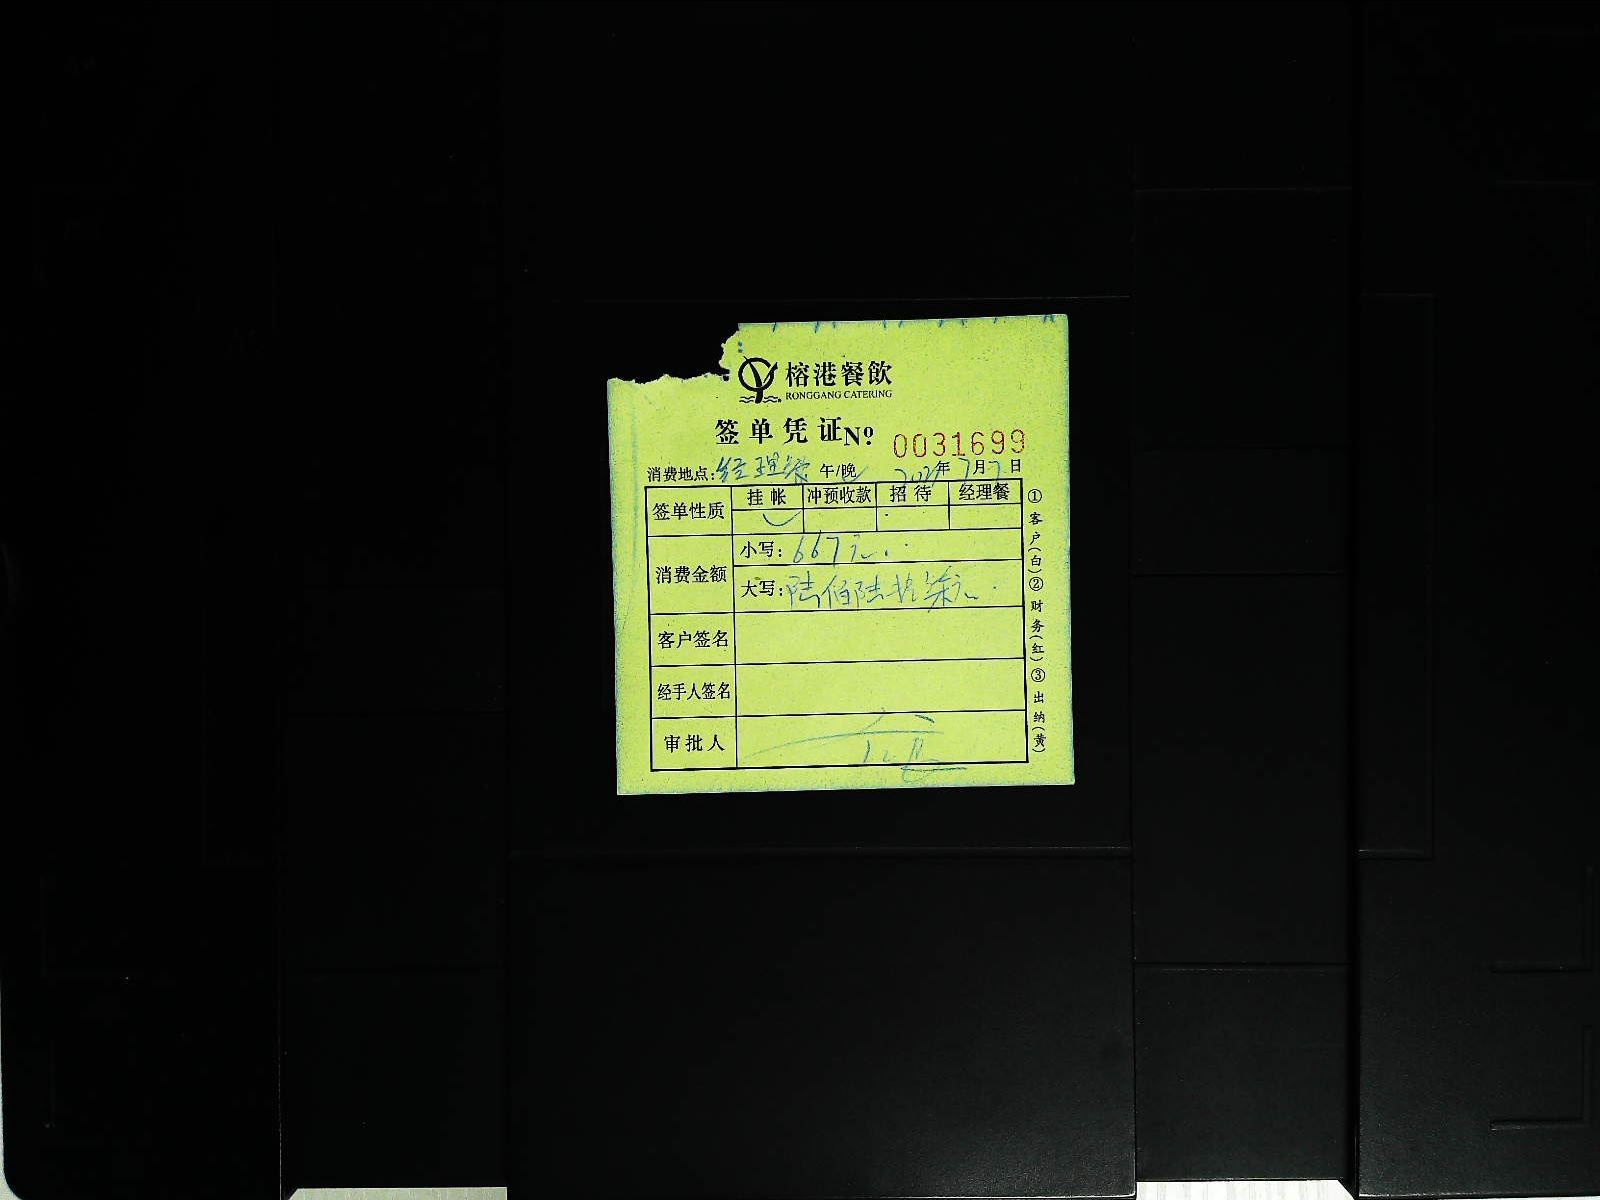 榕港餐飲
RONGGANG CATERING
签单凭证№ 0031699
消费地点:经理餐 午/晚 年7月7日
签单性质 挂帐 冲预收款 招待 经理餐
消费金额 小写:667元
大写:陆佰陆拾柒元
客户签名
经手人签名
审批人
①客户(白)②财务(红)③出纳(黄)